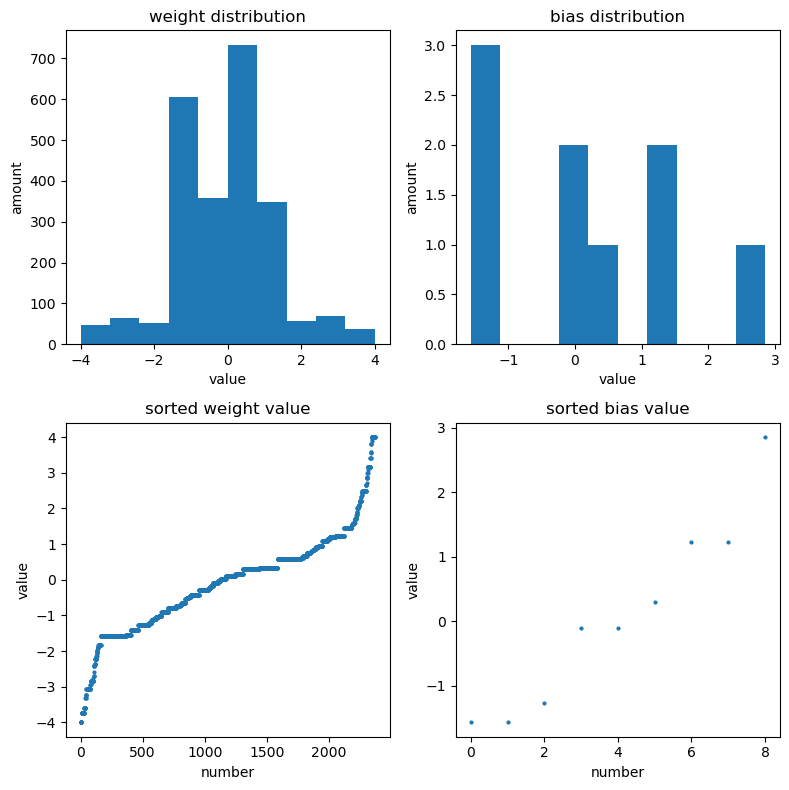 weight distribution
amount
700
600
500
400
300
200
100
0
−4 −2 0 2 4
value
bias distribution
amount
3.0
2.5
2.0
1.5
1.0
0.5
0.0
−1 0 1 2 3
value
sorted weight value
value
4
3
2
1
0
−1
−2
−3
−4
0 500 1000 1500 2000
number
sorted bias value
value
3
2
1
0
−1
0 2 4 6 8
number